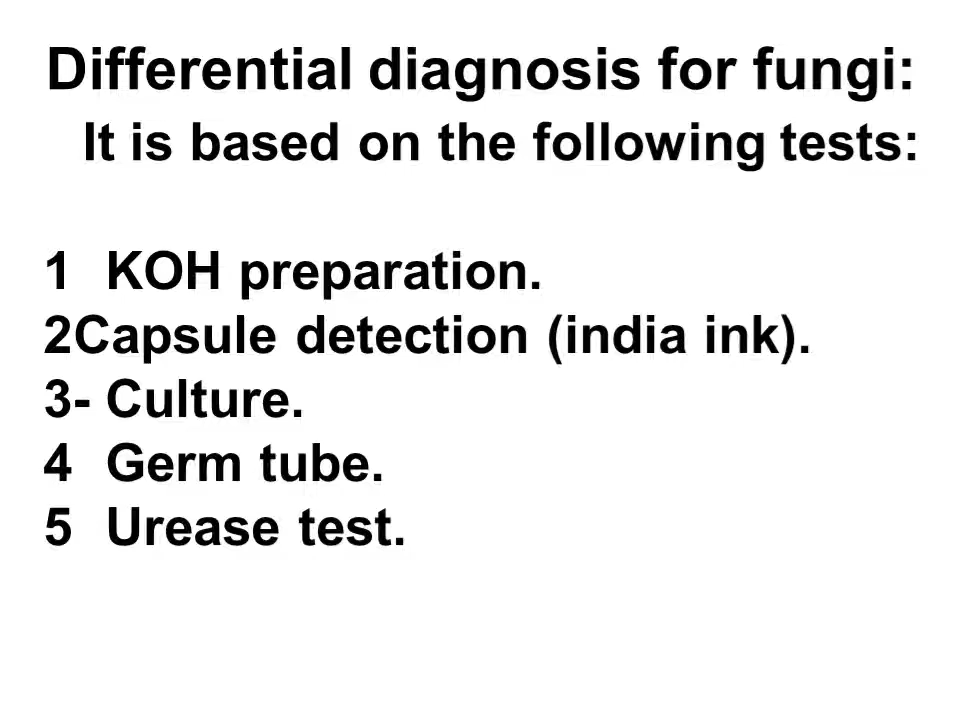 Differential diagnosis for fungi:
It is based on the following tests:
1 KOH preparation.
2Capsule detection (india ink).
3- Culture.
4 Germ tube.
5 Urease test.